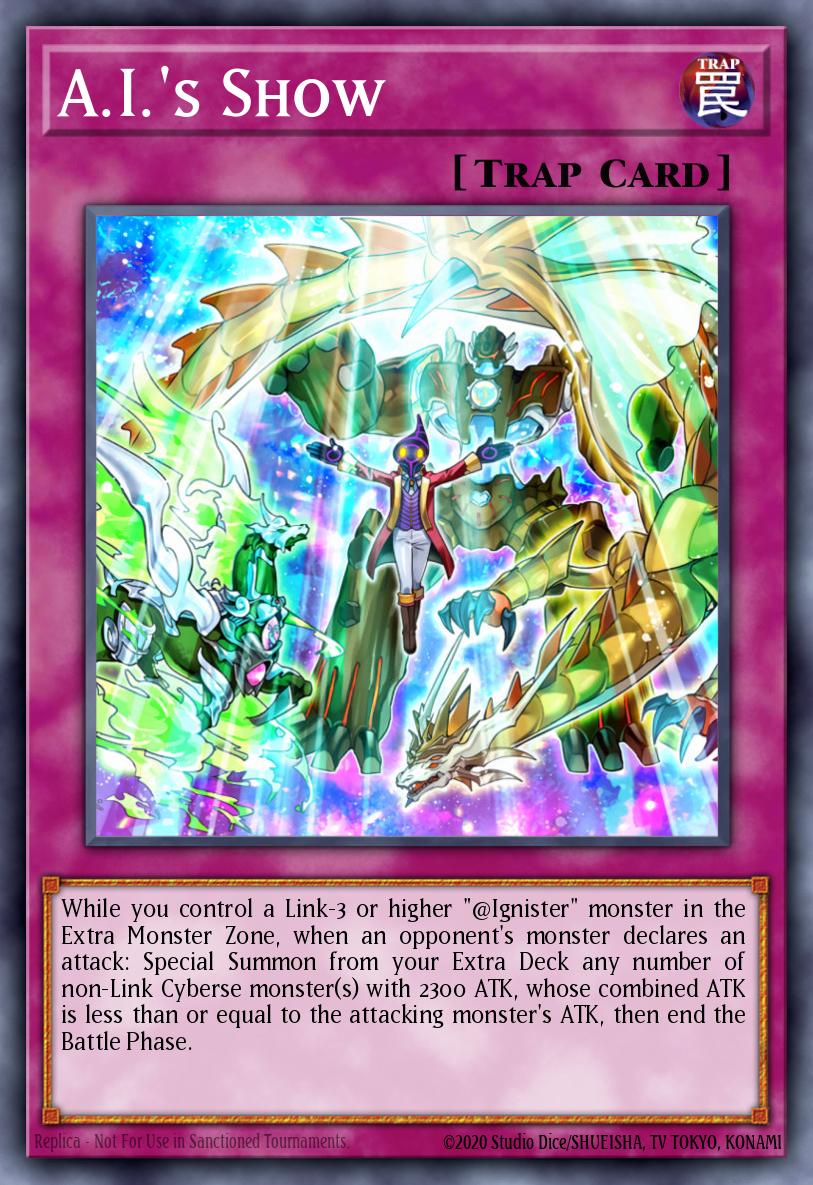 A.I.'s Show
TRAP
罠
[Trap Card]
While you control a Link-3 or higher "@Ignister" monster in the
Extra Monster Zone, when an opponent's monster declares an
attack: Special Summon from your Extra Deck any number of
non-Link Cyberse monster(s) with 2300 ATK, whose combined ATK
is less than or equal to the attacking monster's ATK, then end the
Battle Phase.
Replica - Not For Use in Sanctioned Tournaments.
©2020 Studio Dice/SHUEISHA, TV TOKYO, KONAMI